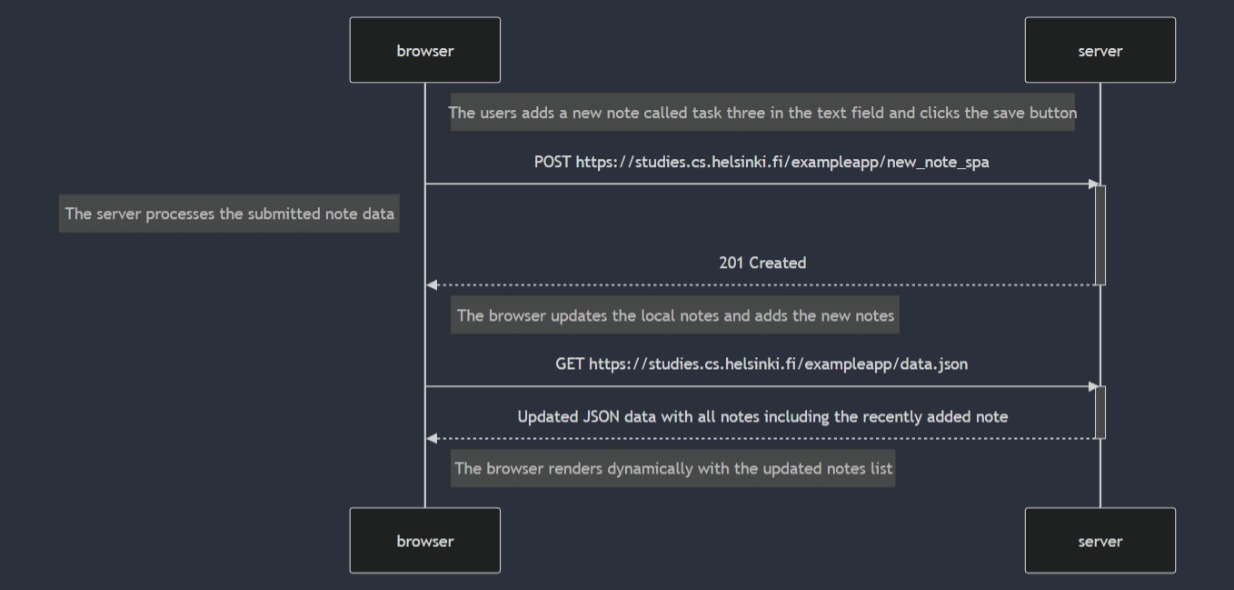 browser
server
The users adds a new note called task three in the text field and clicks the save button
POST https://studies.cs.helsinki.fi/exampleapp/new_note_spa
The server processes the submitted note data
201 Created
The browser updates the local notes and adds the new notes
GET https://studies.cs.helsinki.fi/exampleapp/data.json
Updated JSON data with all notes including the recently added note
The browser renders dynamically with the updated notes list
browser
server